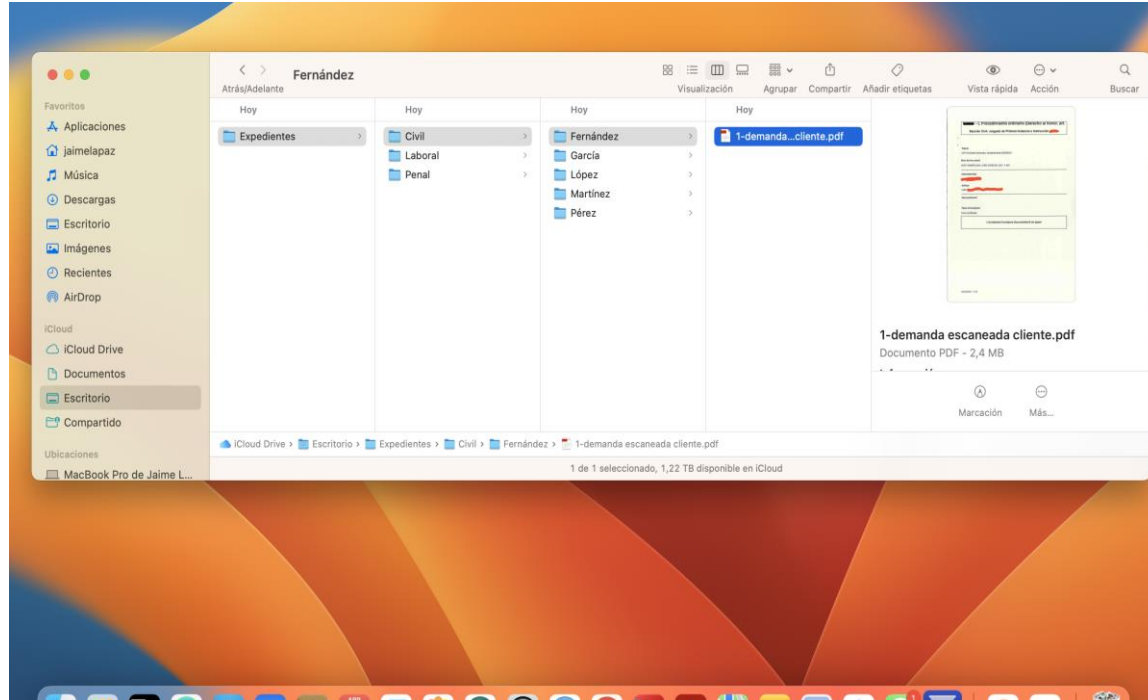 Fernández
Atrás/Adelante
Visualización
Agrupar
Compartir
Añadir etiquetas
Vista rápida
Acción
Buscar
Favoritos
Aplicaciones
jaimelapaz
Música
Descargas
Escritorio
Imágenes
Recientes
AirDrop
iCloud
iCloud Drive
Documentos
Escritorio
Compartido
Ubicaciones
MacBook Pro de Jaime L...
Hoy
Expedientes
Hoy
Civil
Laboral
Penal
Hoy
Fernández
García
López
Martínez
Pérez
Hoy
1-demanda...cliente.pdf
1-demanda escaneada cliente.pdf
Documento PDF - 2,4 MB
Marcación
Más...
iCloud Drive › Escritorio › Expedientes › Civil › Fernández › 1-demanda escaneada cliente.pdf
1 de 1 seleccionado, 1,22 TB disponible en iCloud